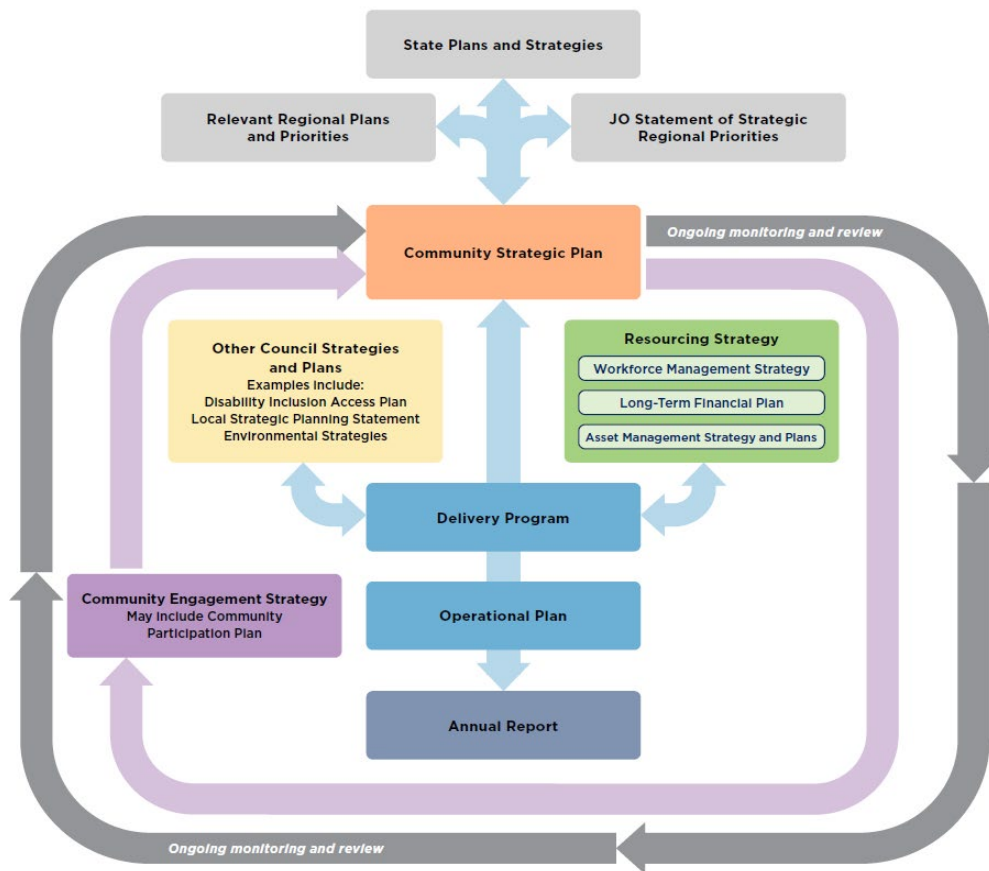 State Plans and Strategies
Relevant Regional Plans
and Priorities
JO Statement of Strategic
Regional Priorities
Ongoing monitoring and review
Community Strategic Plan
Other Council Strategies
and Plans
Examples include:
Disability Inclusion Access Plan
Local Strategic Planning Statement
Environmental Strategies
Resourcing Strategy
Workforce Management Strategy
Long-Term Financial Plan
Asset Management Strategy and Plans
Delivery Program
Community Engagement Strategy
May include Community
Participation Plan
Operational Plan
Annual Report
Ongoing monitoring and review